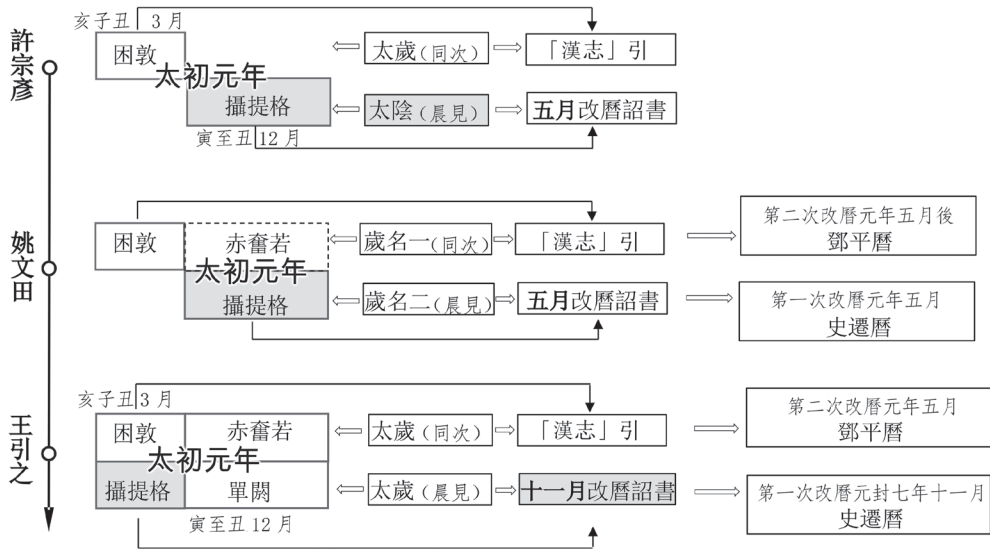 許宗彥
亥子丑 3 月
困敦
太歲(同次)
「漢志」引
太初元年
攝提格
太陰(晨見)
五月改曆詔書
寅至丑12月
姚文田
困敦
赤奮若
歲名一(同次)
「漢志」引
第二次改曆元年五月後
鄧平曆
太初元年
攝提格
歲名二(晨見)
五月改曆詔書
第一次改曆元年五月
史遷曆
王引之
亥子丑3月
困敦
赤奮若
太歲(同次)
「漢志」引
第二次改曆元年五月
鄧平曆
太初元年
攝提格
單閼
太歲(晨見)
十一月改曆詔書
第一次改曆元封七年十一月
史遷曆
寅至丑12月